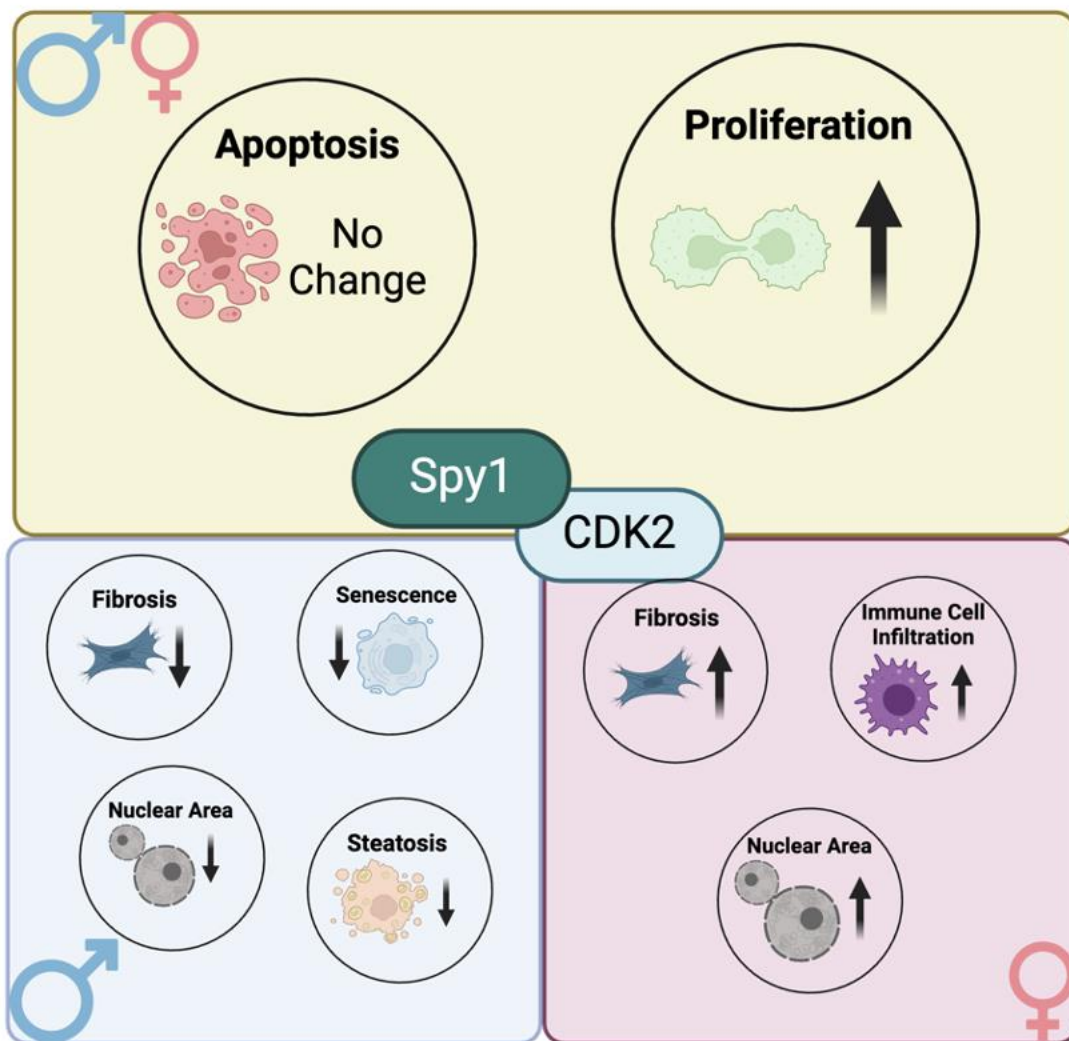 Apoptosis
No
Change
Proliferation
Spy1
CDK2
Fibrosis
Senescence
Nuclear Area
Steatosis
Fibrosis
Immune Cell
Infiltration
Nuclear Area